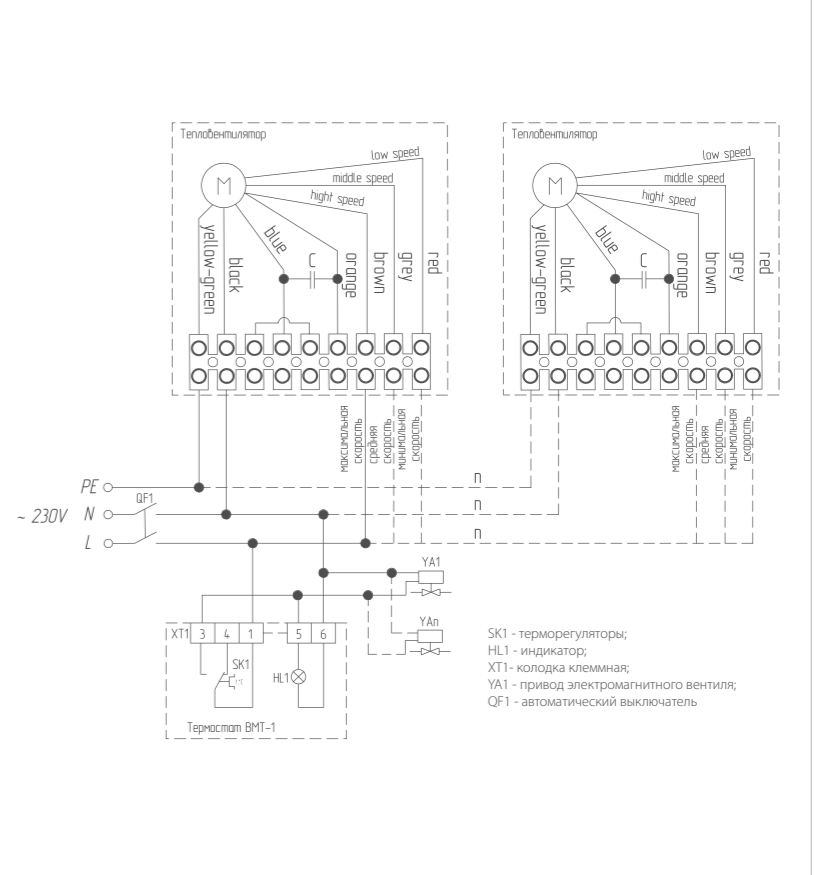 Тепловентилятор
M
low speed
middle speed
hight speed
yellow-green
black
blue
C
orange
brown
grey
red
максимальная
скорость
средняя
скорость
минимальная
скорость
Тепловентилятор
M
low speed
middle speed
hight speed
yellow-green
black
blue
C
orange
brown
grey
red
максимальная
скорость
средняя
скорость
минимальная
скорость
PE
n
~ 230V N
QF1
n
L
n
YA1
YAn
XT1 3 4 1 5 6
SK1
HL1
t°
Термостат ВМТ-1
SK1 - терморегуляторы;
HL1 - индикатор;
XT1- колодка клеммная;
YA1 - привод электромагнитного вентиля;
QF1 - автоматический выключатель